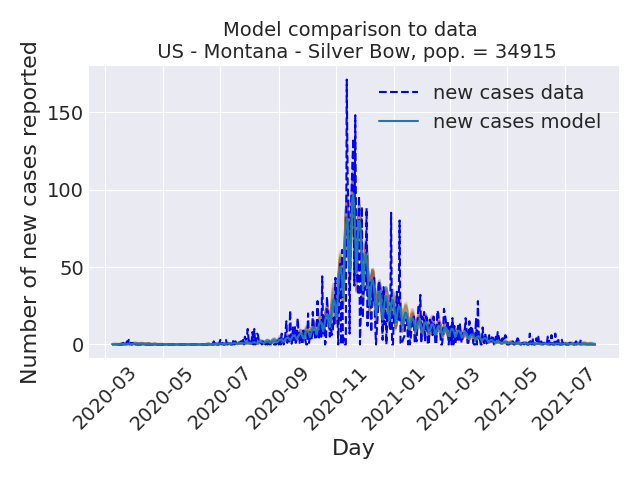 Model comparison to data
US - Montana - Silver Bow, pop. = 34915
Number of new cases reported
150
100
50
0
new cases data
new cases model
2020-03
2020-05
2020-07
2020-09
2020-11
2021-01
2021-03
2021-05
2021-07
Day